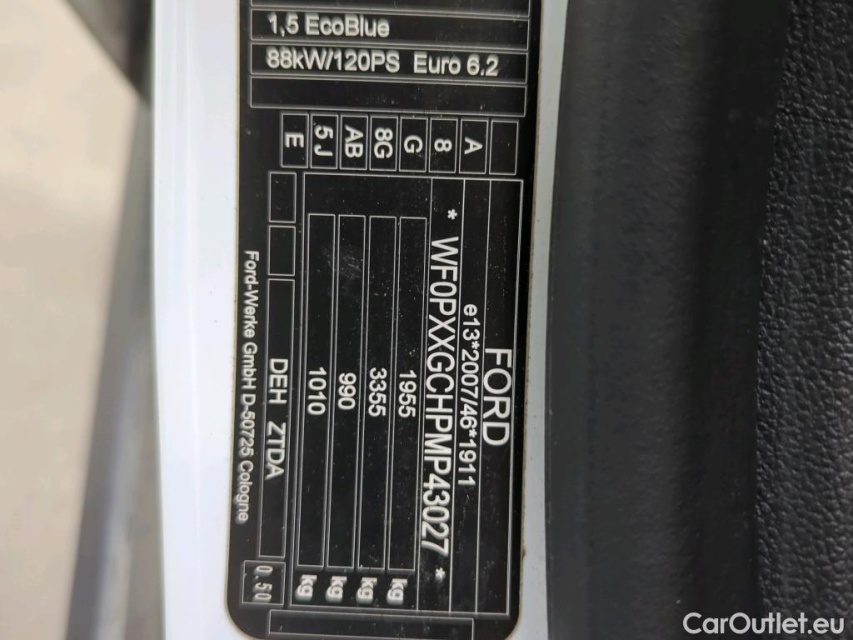 1,5 EcoBlue
88kW/120PS Euro 6.2
FORD
e13*2007/46*1911
* WF0PXXGCHPMP43027 *
1955 kg
3355 kg
990 kg
1010 kg
DEH ZTDA 0.50
A
8
G
8G
AB
5J
E
Ford-Werke GmbH D-50725 Cologne
CarOutlet.eu